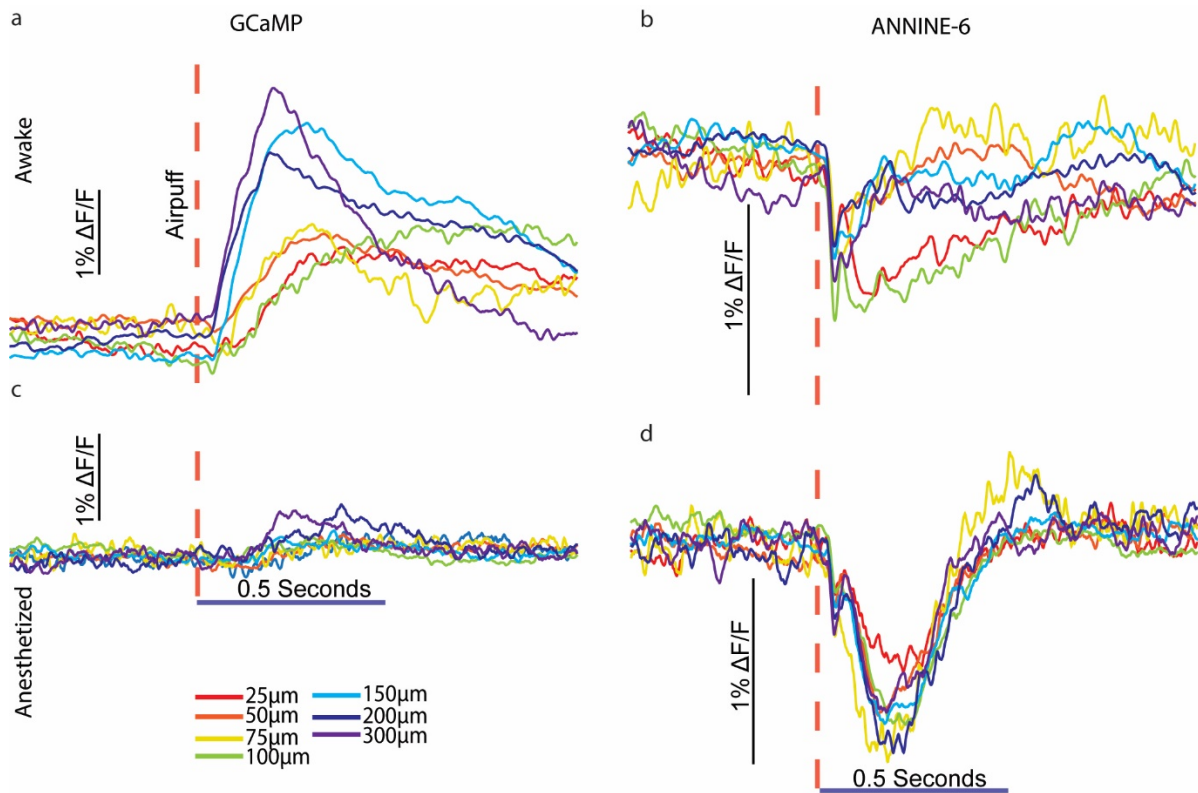 a
GCaMP
b
ANNINE-6
Awake
1% ΔF/F
Airpuff
1% ΔF/F
c
d
1% ΔF/F
0.5 Seconds
Anesthetized
1% ΔF/F
0.5 Seconds
25μm
50μm
75μm
100μm
150μm
200μm
300μm